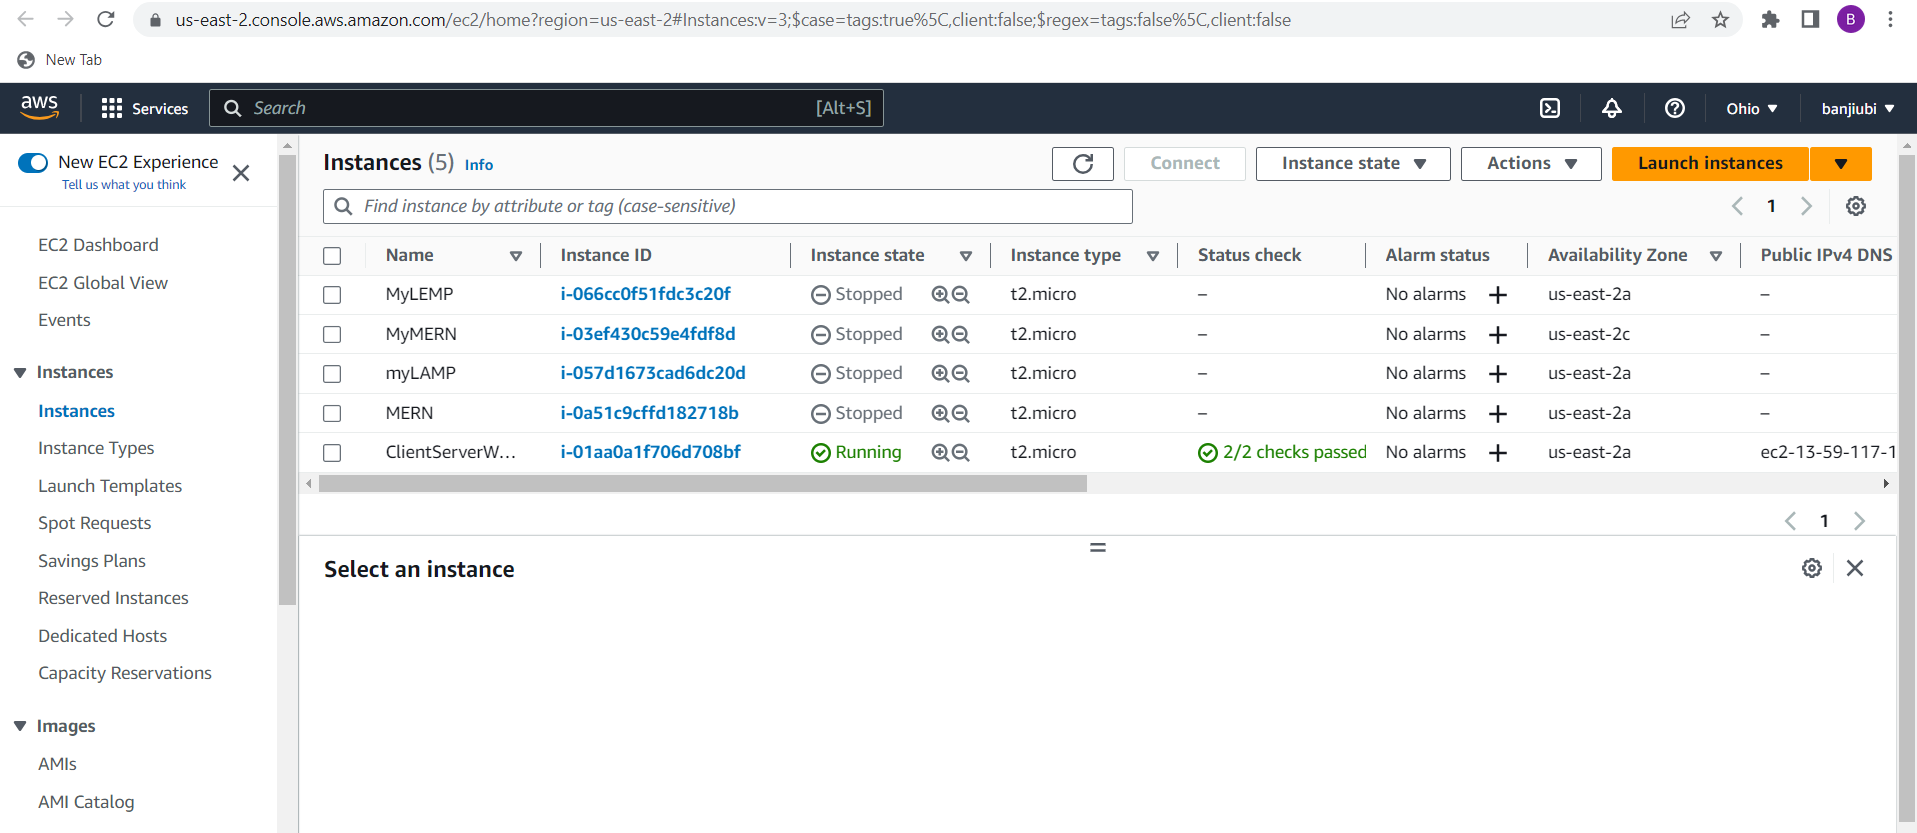 us-east-2.console.aws.amazon.com/ec2/home?region=us-east-2#Instances:v=3;$case=tags:true%5C,client:false;$regex=tags:false%5C,client:false
B
New Tab
aws Services Search [Alt+S] Ohio banjiubi
New EC2 Experience
Tell us what you think
EC2 Dashboard
EC2 Global View
Events
Instances
Instances
Instance Types
Launch Templates
Spot Requests
Savings Plans
Reserved Instances
Dedicated Hosts
Capacity Reservations
Images
AMIs
AMI Catalog
Instances (5) Info Connect Instance state Actions Launch instances
Find instance by attribute or tag (case-sensitive) 1
Name Instance ID Instance state Instance type Status check Alarm status Availability Zone Public IPv4 DNS
MyLEMP i-066cc0f51fdc3c20f Stopped t2.micro – No alarms us-east-2a –
MyMERN i-03ef430c59e4fdf8d Stopped t2.micro – No alarms us-east-2c –
myLAMP i-057d1673cad6dc20d Stopped t2.micro – No alarms us-east-2a –
MERN i-0a51c9cffd182718b Stopped t2.micro – No alarms us-east-2a –
ClientServerW... i-01aa0a1f706d708bf Running t2.micro 2/2 checks passed No alarms us-east-2a ec2-13-59-117-1
1
Select an instance